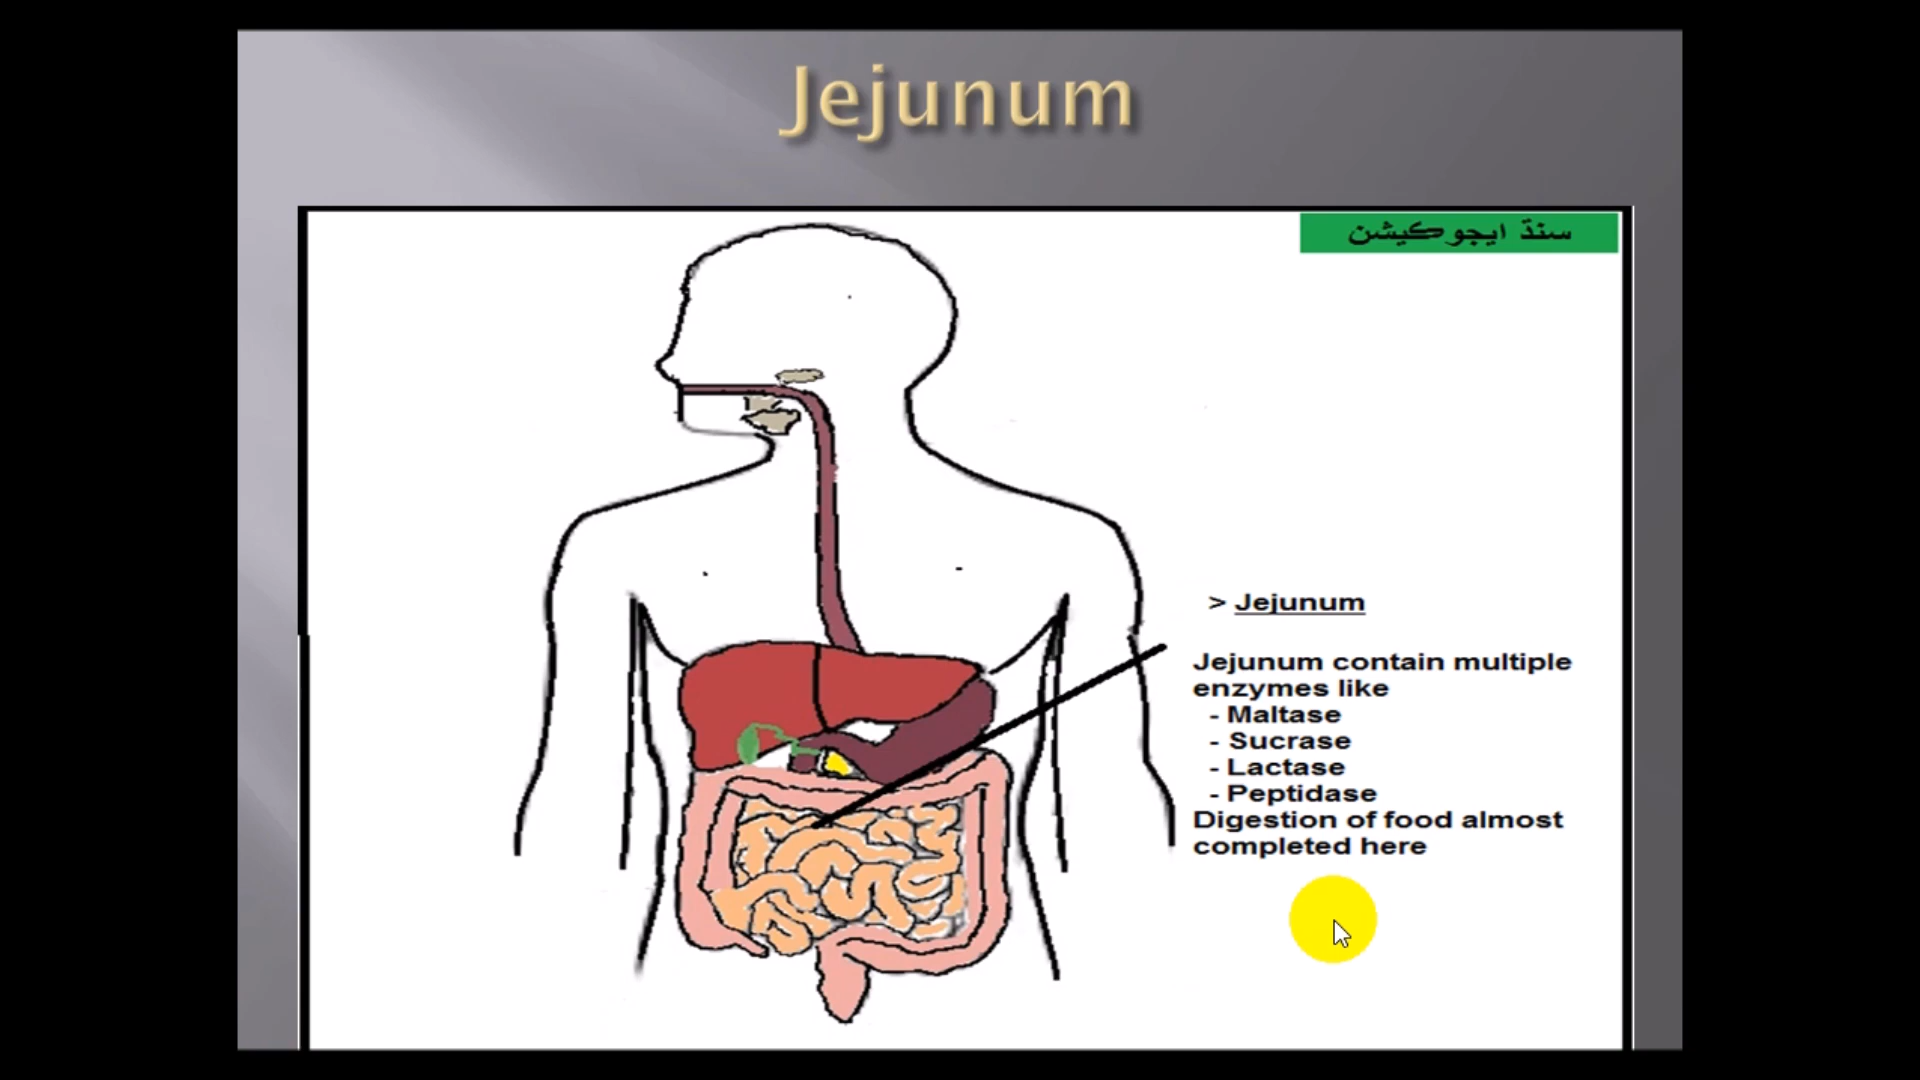 Jejunum
سنڌ ايجوڪيشن
> Jejunum
Jejunum contain multiple
enzymes like
- Maltase
- Sucrase
- Lactase
- Peptidase
Digestion of food almost
completed here